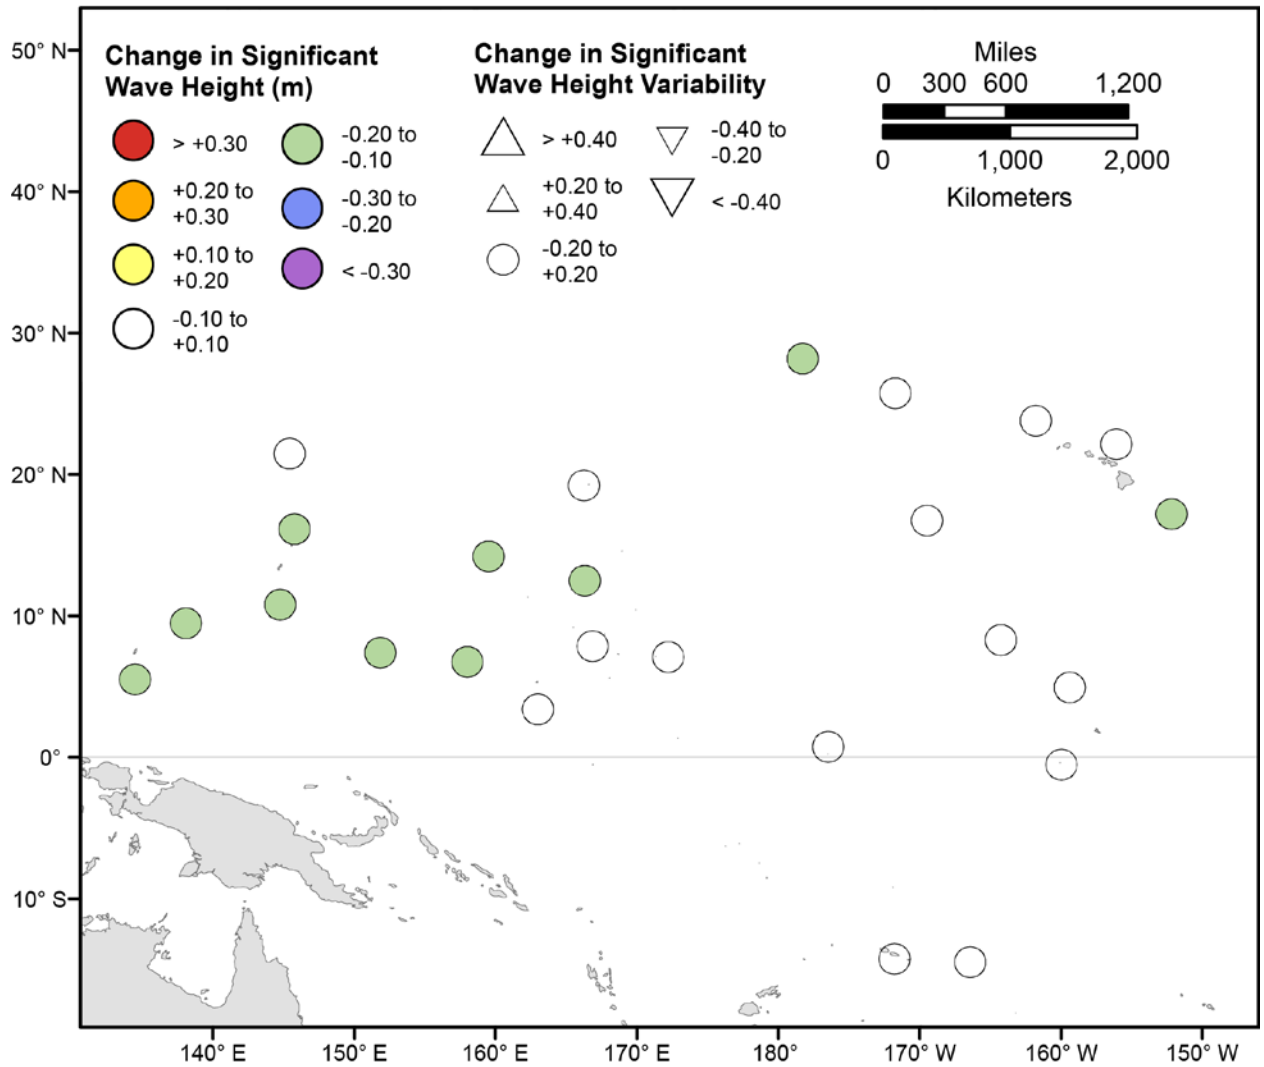 Change in Significant
Wave Height (m)
> +0.30
+0.20 to
+0.30
+0.10 to
+0.20
-0.10 to
+0.10
-0.20 to
-0.10
-0.30 to
-0.20
< -0.30
Change in Significant
Wave Height Variability
> +0.40
+0.20 to
+0.40
-0.20 to
+0.20
-0.40 to
-0.20
< -0.40
Miles
0 300 600 1,200
0 1,000 2,000
Kilometers
50° N
40° N
30° N
20° N
10° N
0°
10° S
140° E 150° E 160° E 170° E 180° 170° W 160° W 150° W